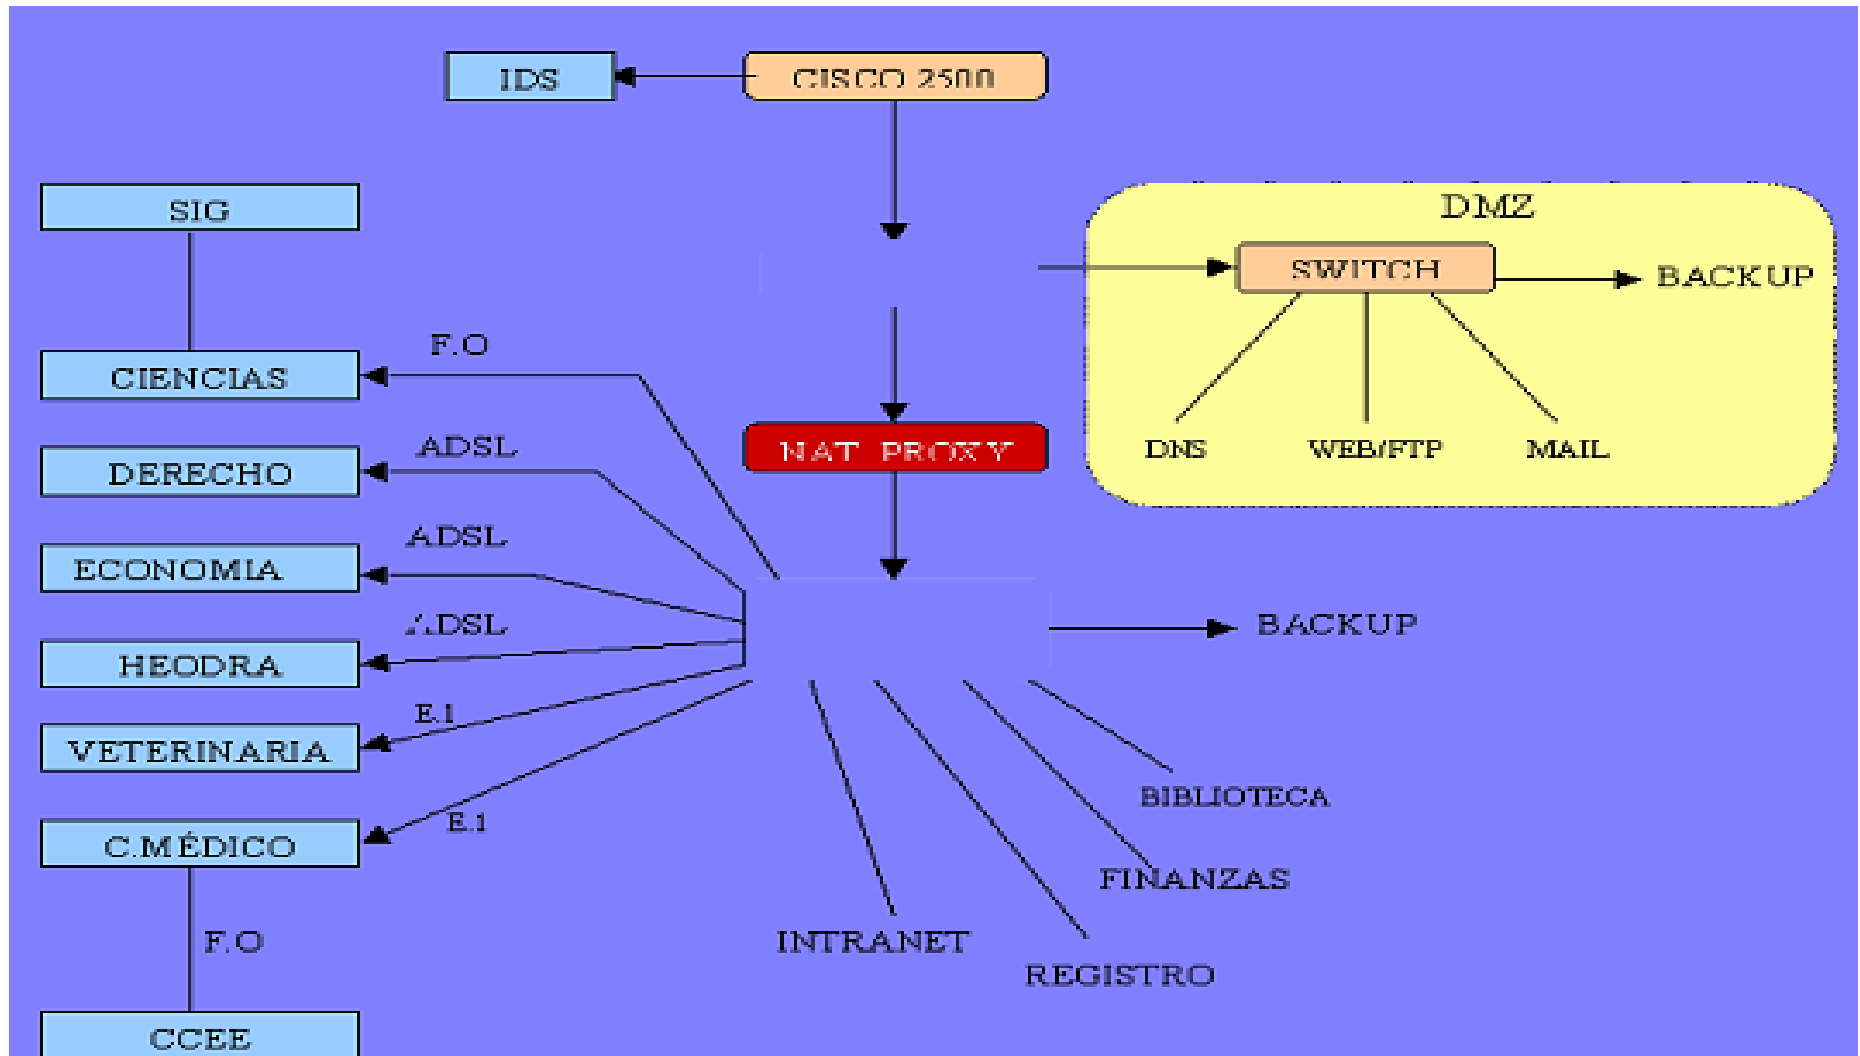 IDS
CISCO 2500
SIG
DMZ
SWITCH
BACKUP
F.O
CIENCIAS
ADSL
NAT PROXY
DNS
WEB/FTP
MAIL
DERECHO
ADSL
ECONOMIA
ADSL
BACKUP
HEODRA
E.1
VETERINARIA
BIBLIOTECA
E.1
C.MÉDICO
FINANZAS
F.O
INTRANET
REGISTRO
CCEE